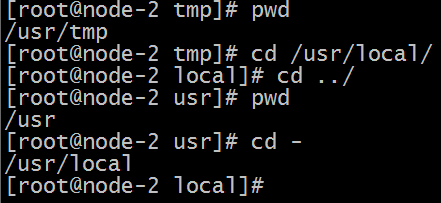 [root@node-2 tmp]# pwd
/usr/tmp
[root@node-2 tmp]# cd /usr/local/
[root@node-2 local]# cd ../
[root@node-2 usr]# pwd
/usr
[root@node-2 usr]# cd -
/usr/local
[root@node-2 local]#